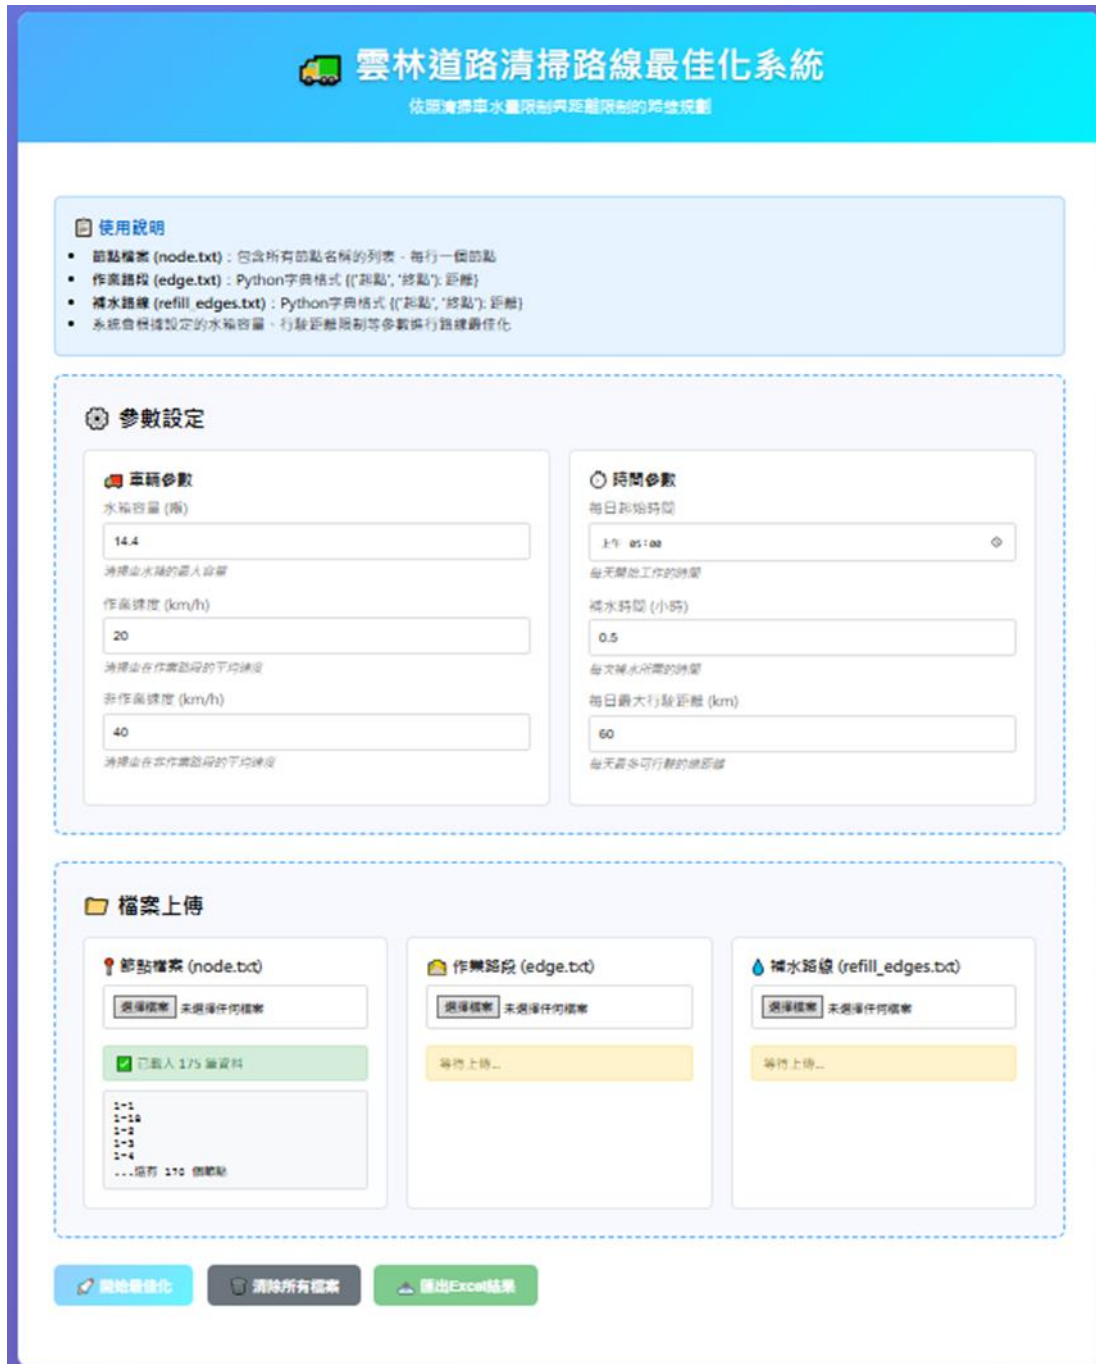 雲林道路清掃路線最佳化系統
依照清掃車水量限制與距離限制的路線規劃
使用說明
節點檔案 (node.txt)：包含所有節點名稱的列表，每行一個節點
作業路段 (edge.txt)：Python字典格式 {('起點', '終點'): 距離}
補水路線 (refill_edges.txt)：Python字典格式 {('起點', '終點'): 距離}
系統會根據設定的水箱容量、行駛距離限制等參數進行路線最佳化
參數設定
車輛參數
水箱容量 (噸)
14.4
清掃車水箱的最大容量
作業速度 (km/h)
20
清掃車在作業路段的平均速度
非作業速度 (km/h)
40
清掃車在非作業路段的平均速度
時間參數
每日起始時間
上午 05:00
每天開始工作的時間
補水時間 (小時)
0.5
每次補水所需的時間
每日最大行駛距離 (km)
60
每天最多可行駛的總距離
檔案上傳
節點檔案 (node.txt)
選擇檔案 未選擇任何檔案
已載入 175 筆資料
1-1
1-10
1-2
1-3
1-4
...還有 170 個節點
作業路段 (edge.txt)
選擇檔案 未選擇任何檔案
等待上傳...
補水路線 (refill_edges.txt)
選擇檔案 未選擇任何檔案
等待上傳...
開始最佳化
清除所有檔案
匯出Excel結果